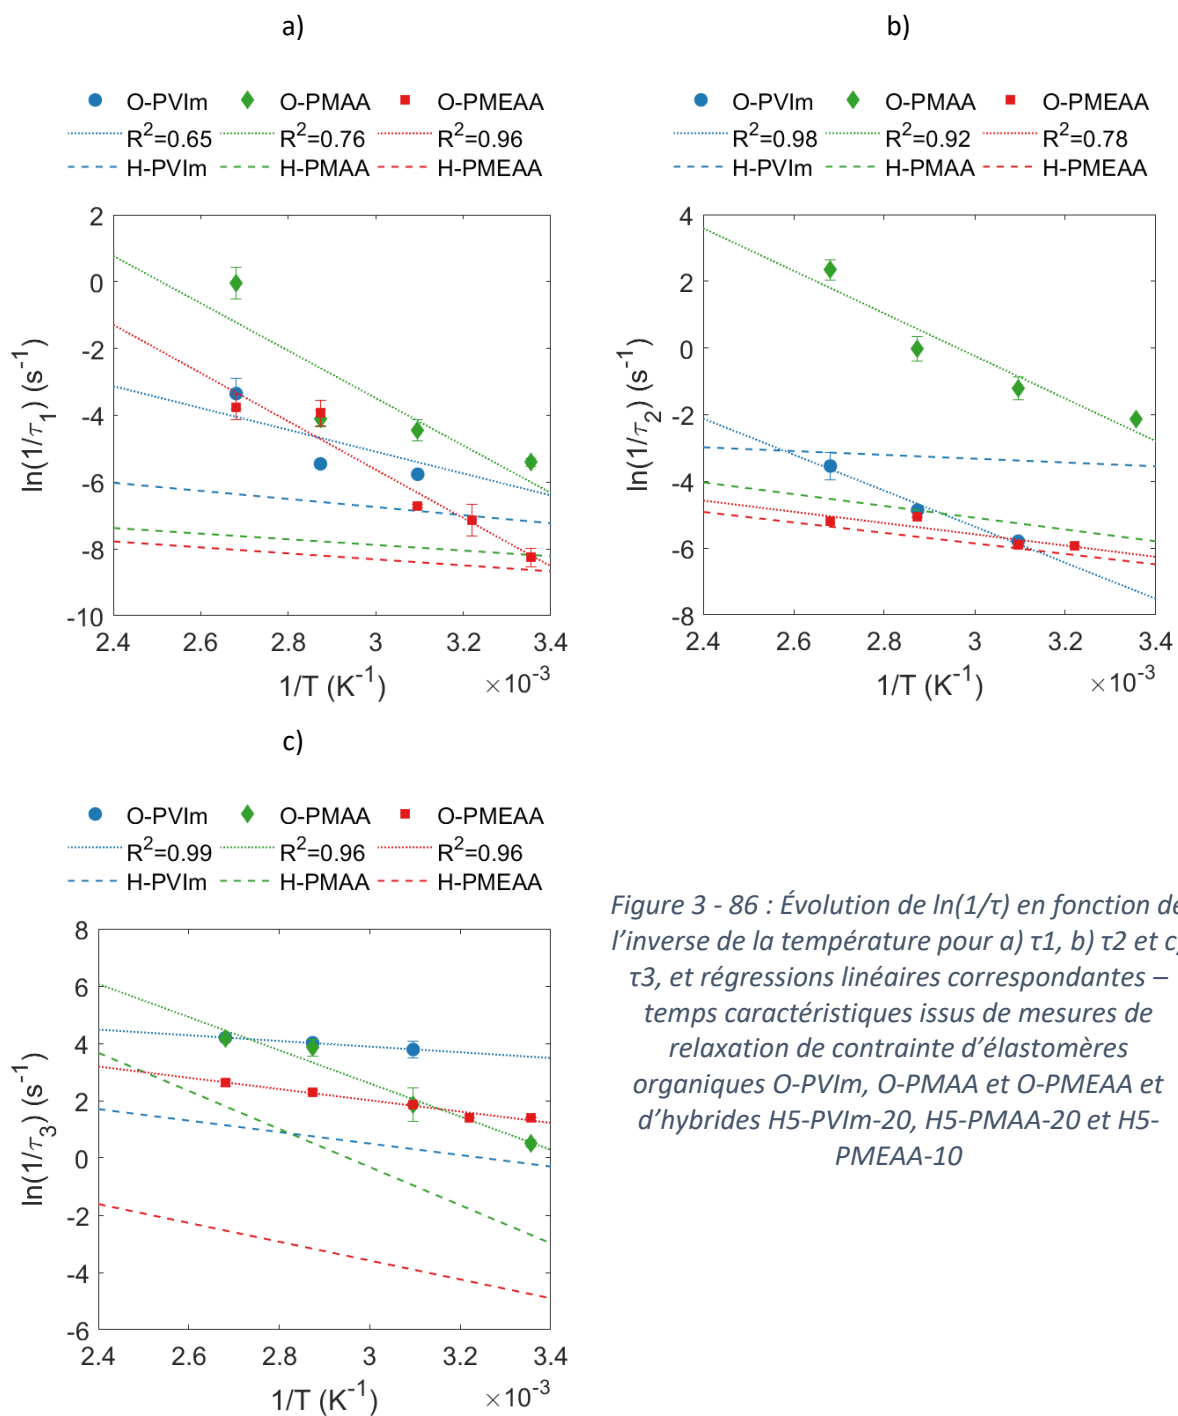 a)
O-PVIm O-PMAA O-PMEAA
R²=0.65 R²=0.76 R²=0.96
H-PVIm H-PMAA H-PMEAA
2
0
-2
-4
-6
-8
-10
ln(1/τ₁) (s⁻¹)
2.4 2.6 2.8 3 3.2 3.4
1/T (K⁻¹) ×10⁻³
b)
O-PVIm O-PMAA O-PMEAA
R²=0.98 R²=0.92 R²=0.78
H-PVIm H-PMAA H-PMEAA
4
2
0
-2
-4
-6
-8
ln(1/τ₂) (s⁻¹)
2.4 2.6 2.8 3 3.2 3.4
1/T (K⁻¹) ×10⁻³
c)
O-PVIm O-PMAA O-PMEAA
R²=0.99 R²=0.96 R²=0.96
H-PVIm H-PMAA H-PMEAA
8
6
4
2
0
-2
-4
-6
ln(1/τ₃) (s⁻¹)
2.4 2.6 2.8 3 3.2 3.4
1/T (K⁻¹) ×10⁻³
Figure 3 - 86 : Évolution de ln(1/τ) en fonction de
l’inverse de la température pour a) τ1, b) τ2 et c)
τ3, et régressions linéaires correspondantes –
temps caractéristiques issus de mesures de
relaxation de contrainte d’élastomères
organiques O-PVIm, O-PMAA et O-PMEAA et
d’hybrides H5-PVIm-20, H5-PMAA-20 et H5-
PMEAA-10